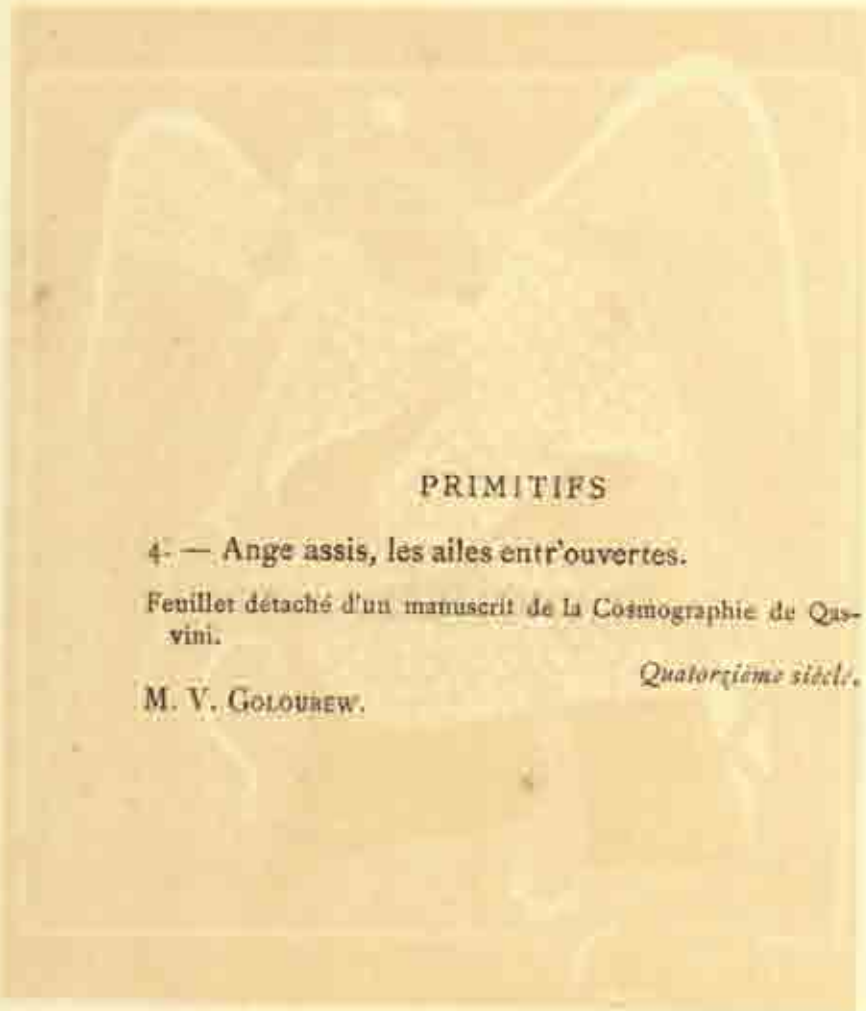 PRIMITIFS
4. — Ange assis, les ailes entr'ouvertes.
Feuillet détaché d'un manuscrit de la Cosmographie de Qas-
vini.
Quatorzième siècle.
M. V. GOLOUBEW.